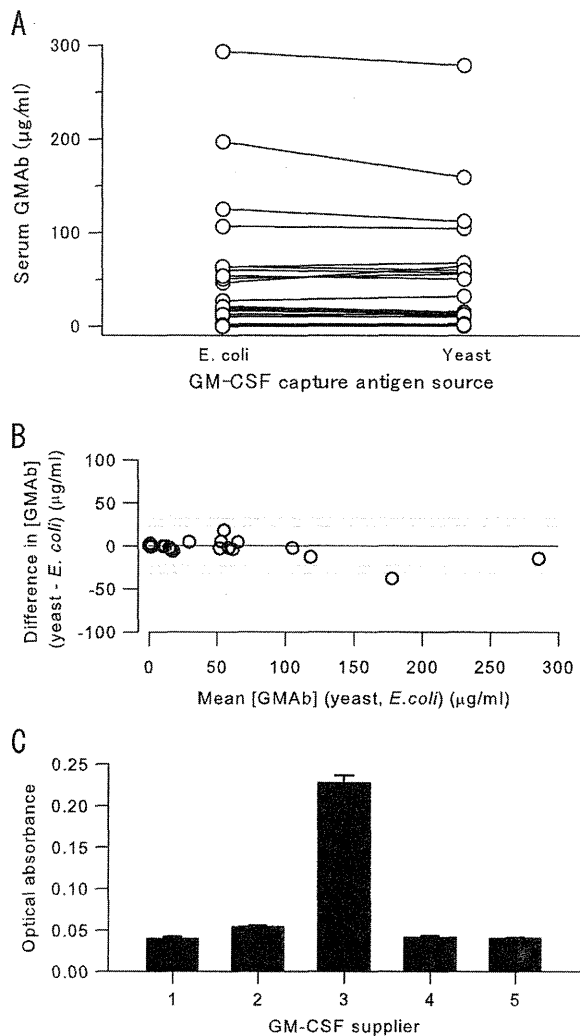 A
Serum GMAb (µg/ml)
300
200
100
0
E. coli
Yeast
GM-CSF capture antigen source
B
Difference in [GMAb]
(yeast - E. coli) (µg/ml)
100
50
0
-50
-100
0 50 100 150 200 250 300
Mean [GMAb] (yeast, E.coli) (µg/ml)
C
Optical absorbance
0.25
0.20
0.15
0.10
0.05
0.00
1 2 3 4 5
GM-CSF supplier